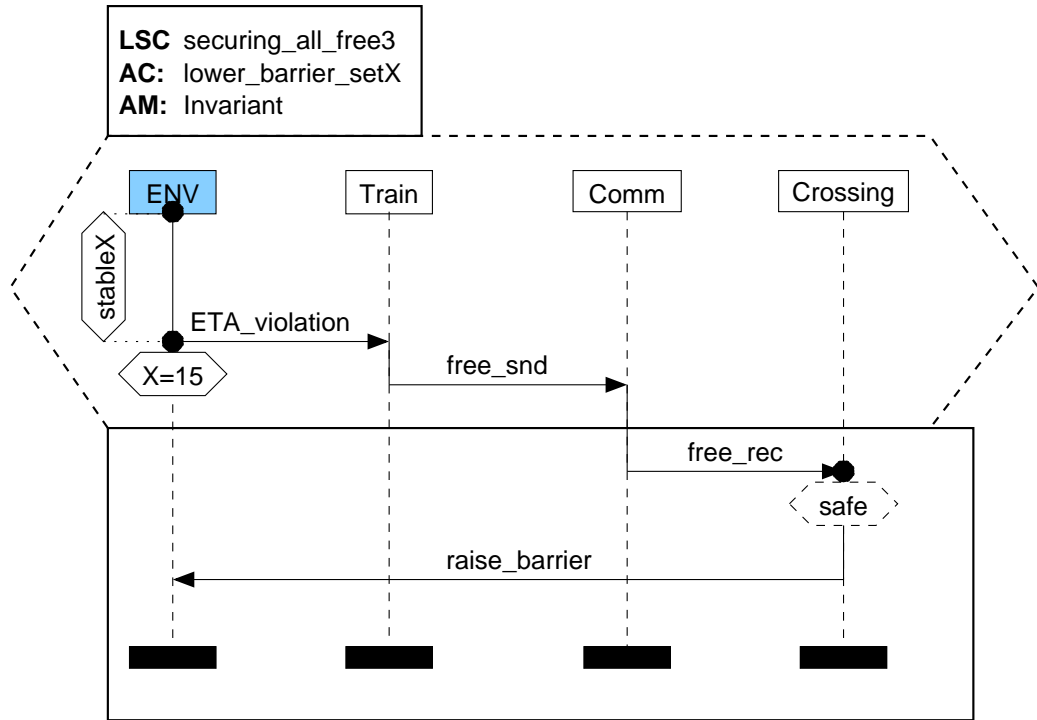 LSC securing_all_free3
AC: lower_barrier_setX
AM: Invariant
ENV Train Comm Crossing
stableX
ETA_violation
X=15
free_snd
free_rec
safe
raise_barrier